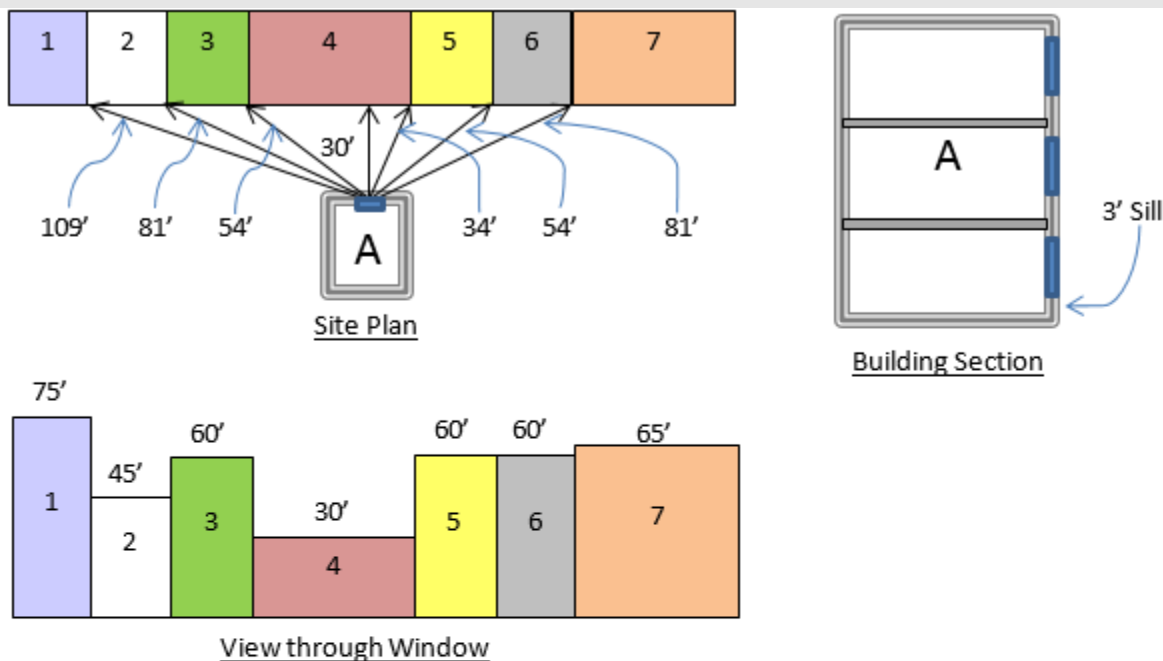 1 2 3 4 5 6 7
30'
109' 81' 54' 34' 54' 81'
A
Site Plan
A
3' Sill
Building Section
75'
60' 60' 60' 65'
45'
30'
1 2 3 4 5 6 7
View through Window